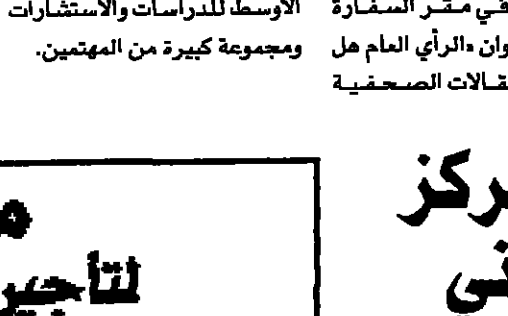 في مقر السفارة
وان «الرأي العام هل
قالات الصحفية
الأوسط للدراسات والاستشارات
ومجموعة كبيرة من المهتمين.
ركز
ني
لتأجير